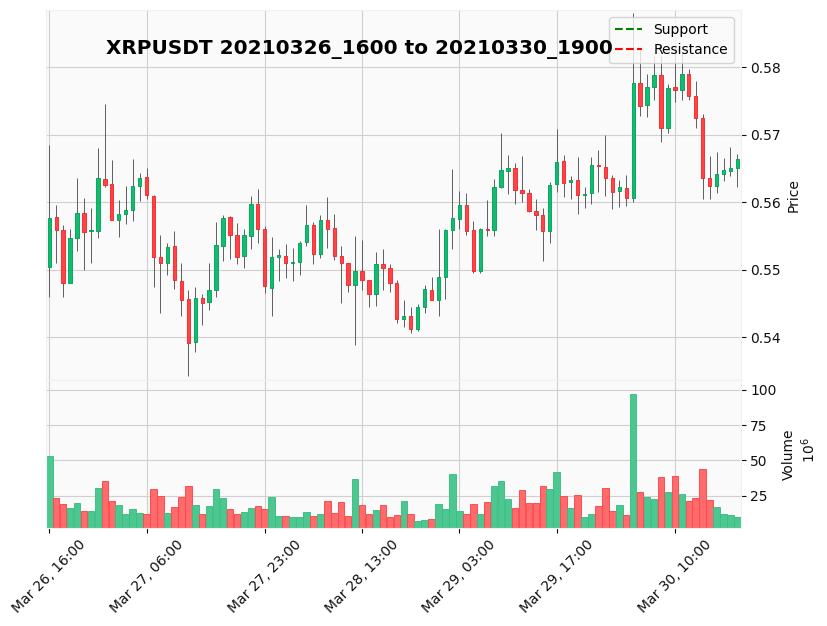 XRPUSDT 20210326_1600 to 20210330_1900
Support
Resistance
0.58
0.57
0.56
0.55
0.54
Price
100
75
50
25
Volume
10^6
Mar 26, 16:00
Mar 27, 06:00
Mar 27, 23:00
Mar 28, 13:00
Mar 29, 03:00
Mar 29, 17:00
Mar 30, 10:00